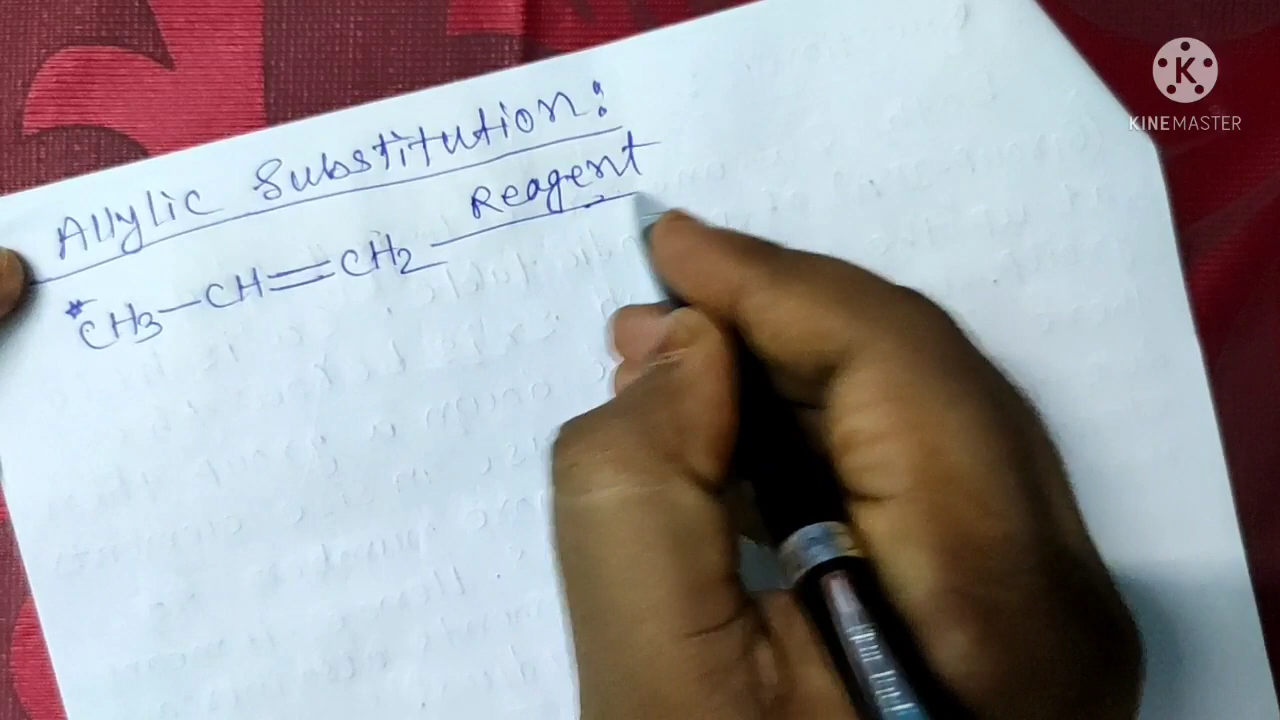 Allylic Substitution:
Reagent
*CH3-CH=CH2
K
KINEMASTER